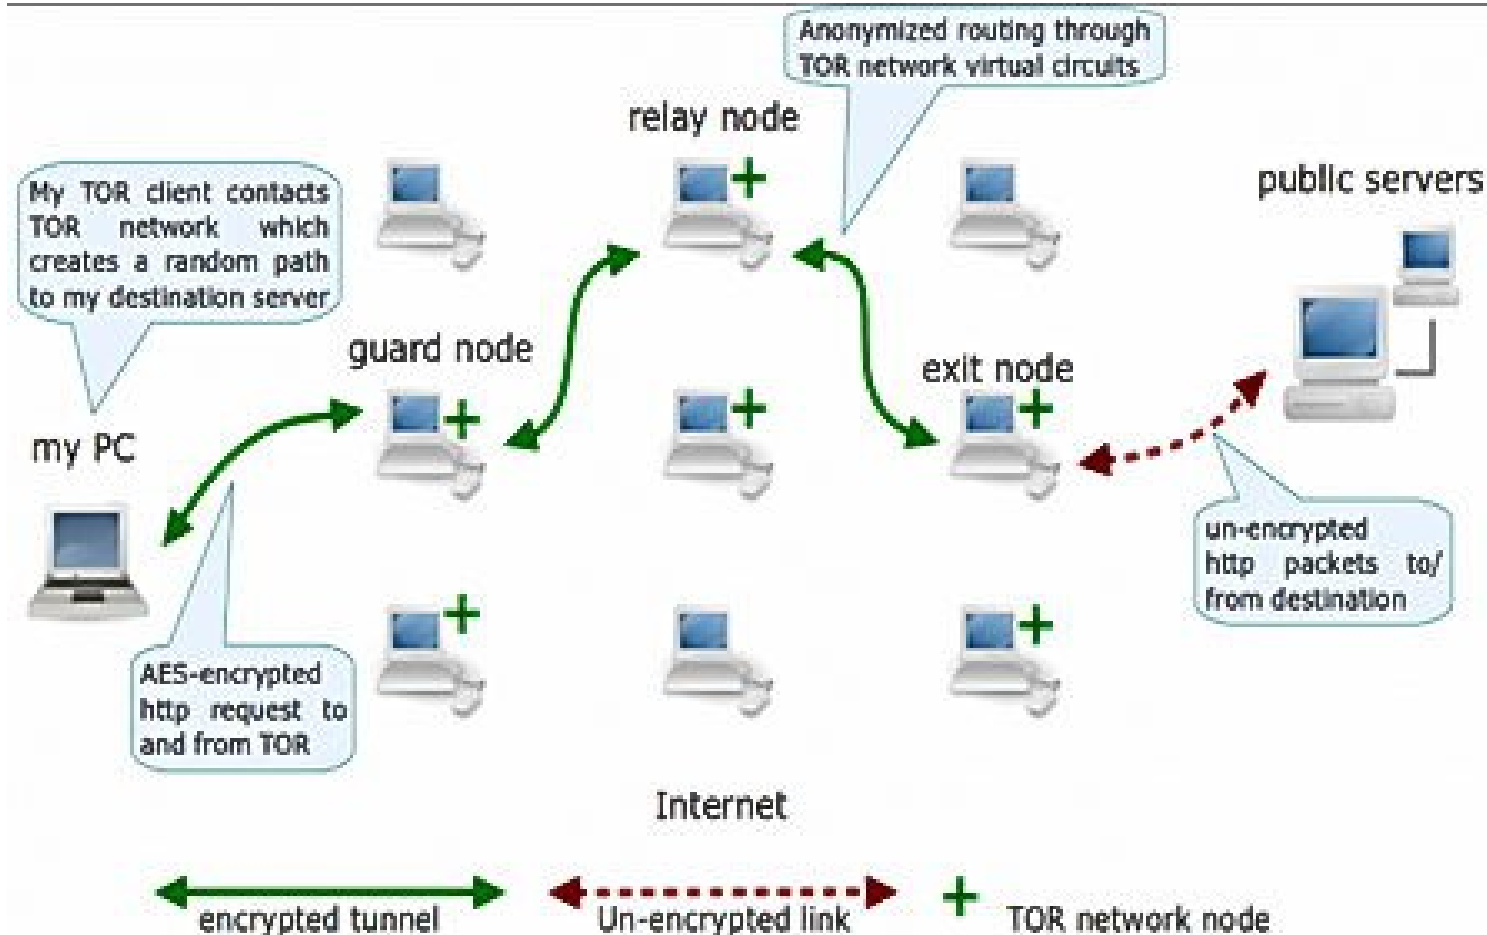 Anonymized routing through
TOR network virtual circuits
relay node
My TOR client contacts
TOR network which
creates a random path
to my destination server
public servers
guard node
exit node
my PC
un-encrypted
http packets to/
from destination
AES-encrypted
http request to
and from TOR
Internet
encrypted tunnel
Un-encrypted link
TOR network node